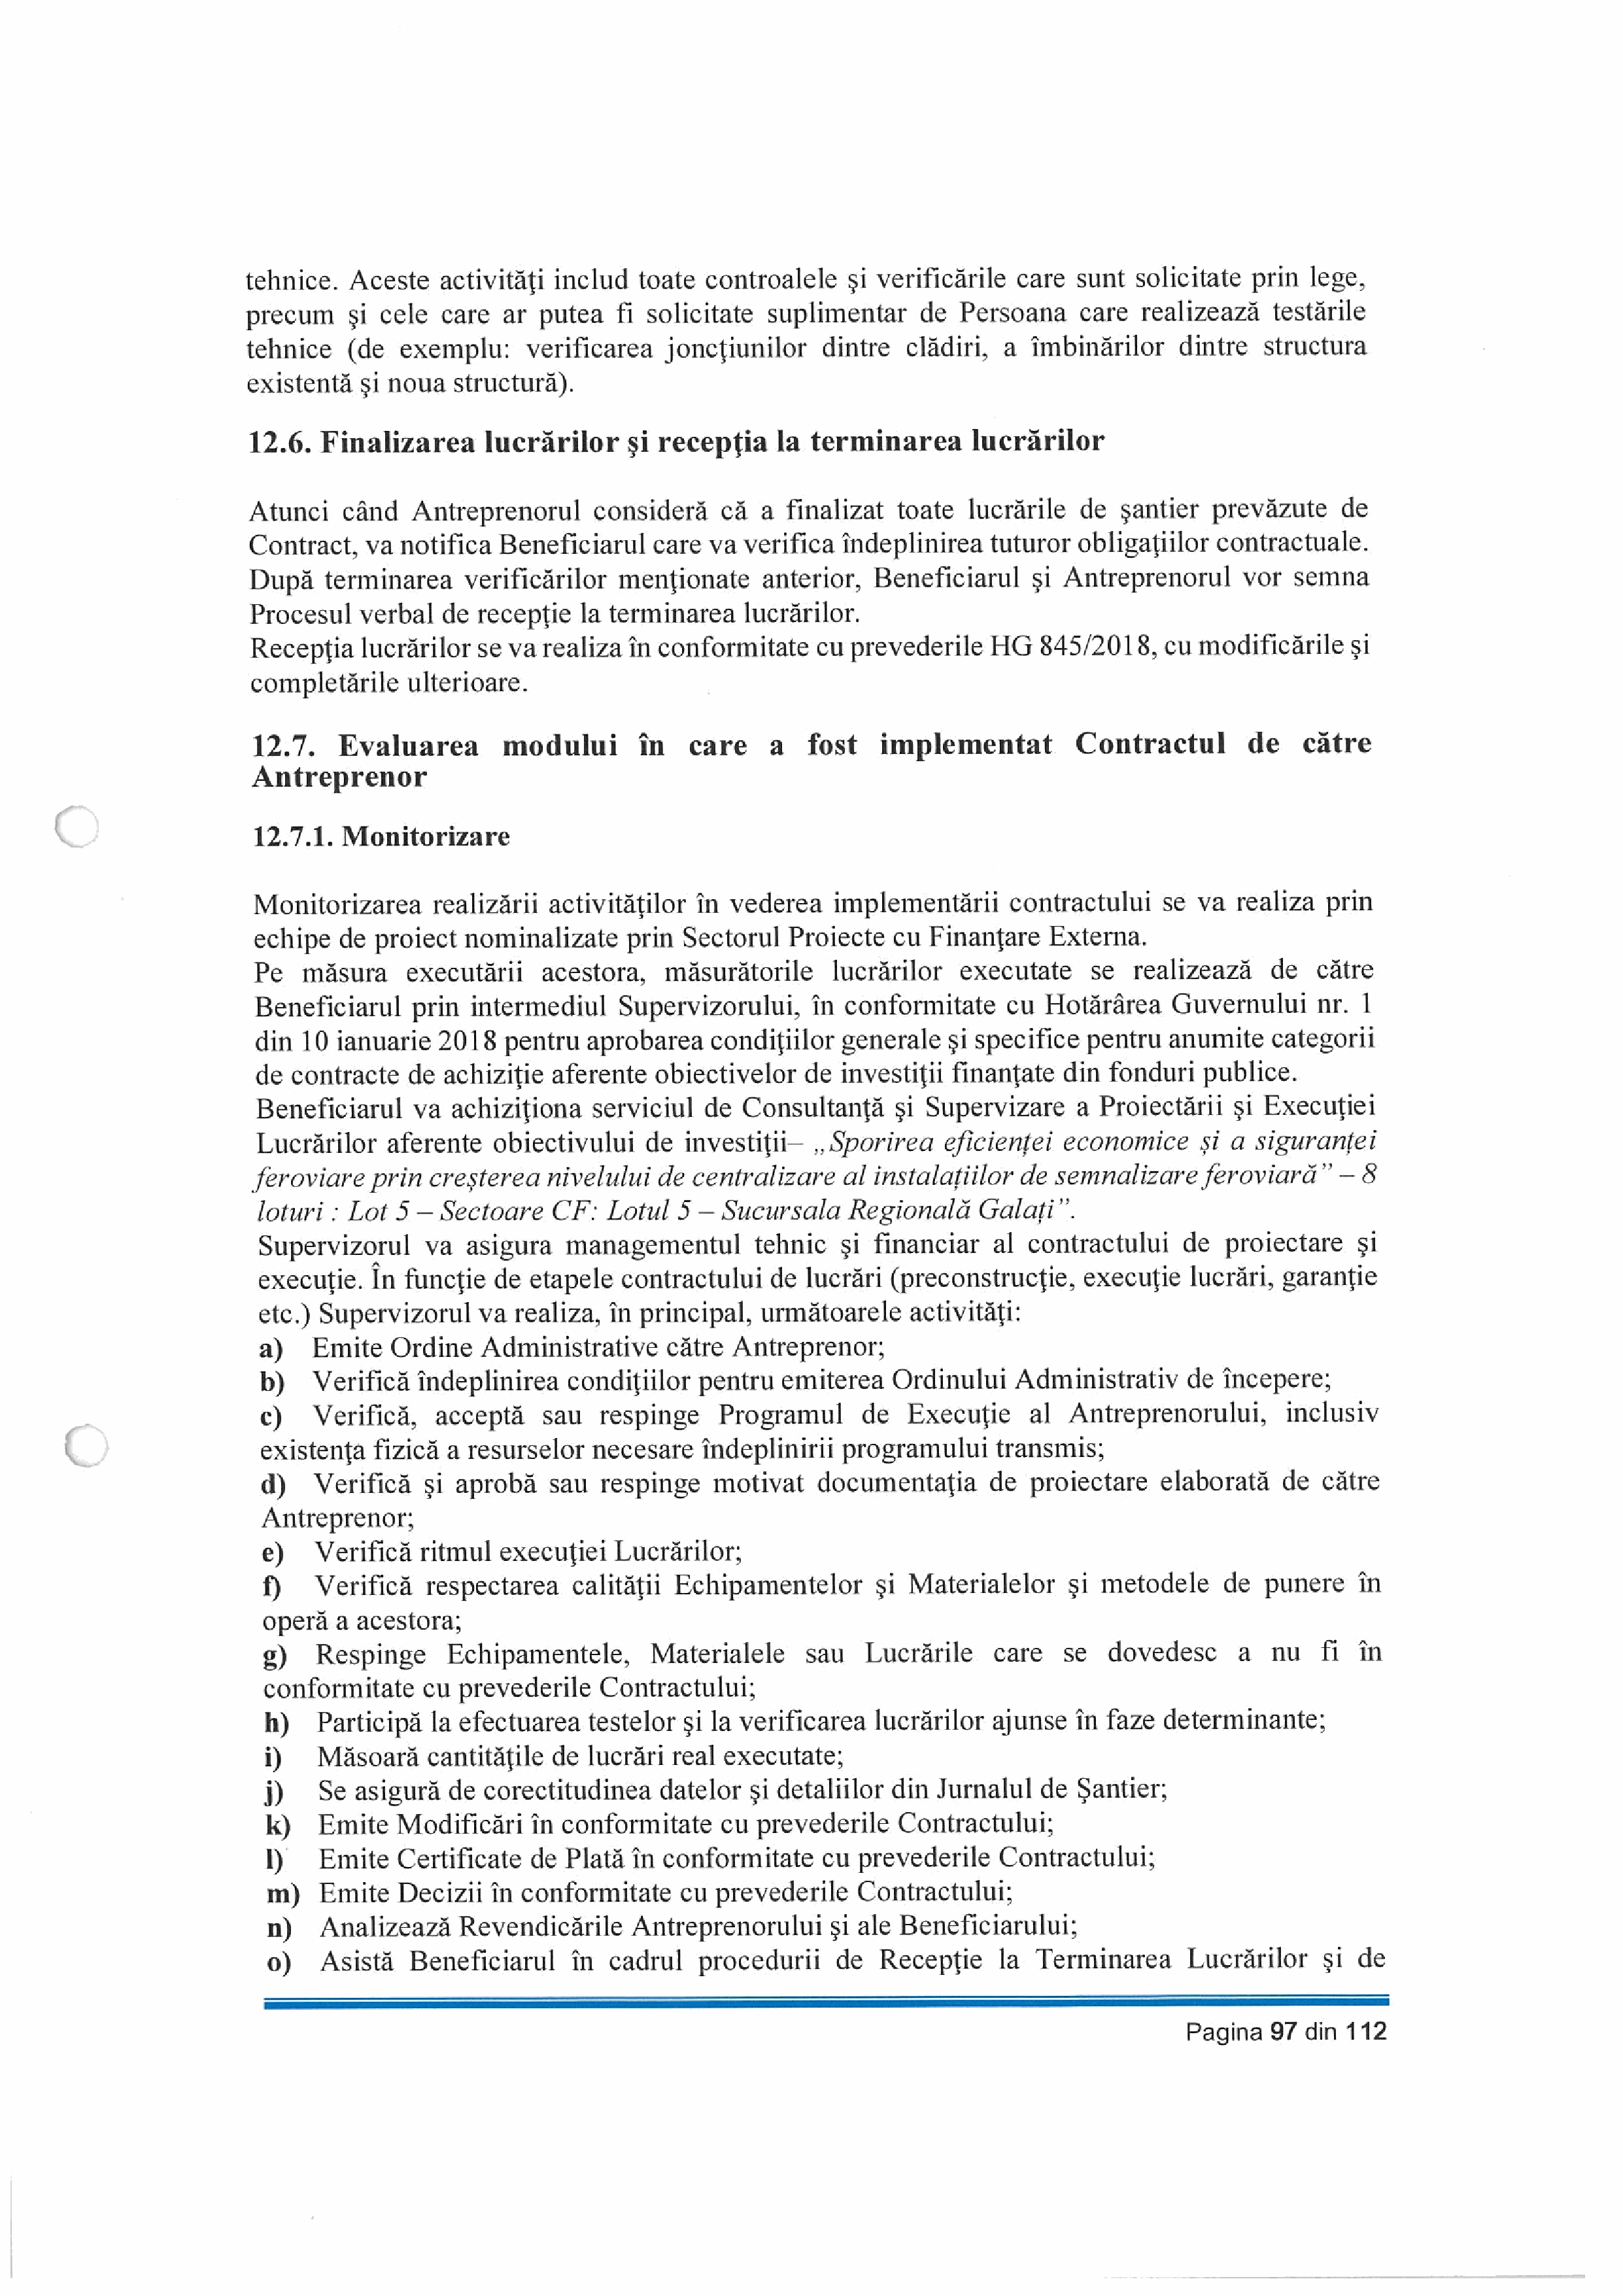 tehnice. Aceste activităţi includ toate controalele şi verificările care sunt solicitate prin lege,
precum şi cele care ar putea fi solicitate suplimentar de Persoana care realizează testările
tehnice (de exemplu: verificarea joncţiunilor dintre clădiri, a îmbinărilor dintre structura
existentă şi noua structură).
12.6. Finalizarea lucrărilor şi recepţia la terminarea lucrărilor
Atunci când Antreprenorul consideră că a finalizat toate lucrările de şantier prevăzute de
Contract, va notifica Beneficiarul care va verifica îndeplinirea tuturor obligaţiilor contractuale.
După terminarea verificărilor menţionate anterior, Beneficiarul şi Antreprenorul vor semna
Procesul verbal de recepţie la terminarea lucrărilor.
Recepţia lucrărilor se va realiza în conformitate cu prevederile HG 845/2018, cu modificările şi
completările ulterioare.
12.7. Evaluarea modului în care a fost implementat Contractul de către
Antreprenor
12.7.1. Monitorizare
Monitorizarea realizării activităţilor în vederea implementării contractului se va realiza prin
echipe de proiect nominalizate prin Sectorul Proiecte cu Finanţare Externa.
Pe măsura executării acestora, măsurătorile lucrărilor executate se realizează de către
Beneficiarul prin intermediul Supervizorului, în conformitate cu Hotărârea Guvernului nr. 1
din 10 ianuarie 2018 pentru aprobarea condiţiilor generale şi specifice pentru anumite categorii
de contracte de achiziţie aferente obiectivelor de investiţii finanţate din fonduri publice.
Beneficiarul va achiziţiona serviciul de Consultanţă şi Supervizare a Proiectării şi Execuţiei
Lucrărilor aferente obiectivului de investiţii– „Sporirea eficienţei economice şi a siguranţei
feroviare prin creşterea nivelului de centralizare al instalaţiilor de semnalizare feroviară” – 8
loturi : Lot 5 – Sectoare CF: Lotul 5 – Sucursala Regională Galaţi”.
Supervizorul va asigura managementul tehnic şi financiar al contractului de proiectare şi
execuţie. În funcţie de etapele contractului de lucrări (preconstrucţie, execuţie lucrări, garanţie
etc.) Supervizorul va realiza, în principal, următoarele activităţi:
a) Emite Ordine Administrative către Antreprenor;
b) Verifică îndeplinirea condiţiilor pentru emiterea Ordinului Administrativ de începere;
c) Verifică, acceptă sau respinge Programul de Execuţie al Antreprenorului, inclusiv
existenţa fizică a resurselor necesare îndeplinirii programului transmis;
d) Verifică şi aprobă sau respinge motivat documentaţia de proiectare elaborată de către
Antreprenor;
e) Verifică ritmul execuţiei Lucrărilor;
f) Verifică respectarea calităţii Echipamentelor şi Materialelor şi metodele de punere în
operă a acestora;
g) Respinge Echipamentele, Materialele sau Lucrările care se dovedesc a nu fi în
conformitate cu prevederile Contractului;
h) Participă la efectuarea testelor şi la verificarea lucrărilor ajunse în faze determinante;
i) Măsoară cantităţile de lucrări real executate;
j) Se asigură de corectitudinea datelor şi detaliilor din Jurnalul de Şantier;
k) Emite Modificări în conformitate cu prevederile Contractului;
l) Emite Certificate de Plată în conformitate cu prevederile Contractului;
m) Emite Decizii în conformitate cu prevederile Contractului;
n) Analizează Revendicările Antreprenorului şi ale Beneficiarului;
o) Asistă Beneficiarul în cadrul procedurii de Recepţie la Terminarea Lucrărilor şi de
Pagina 97 din 112